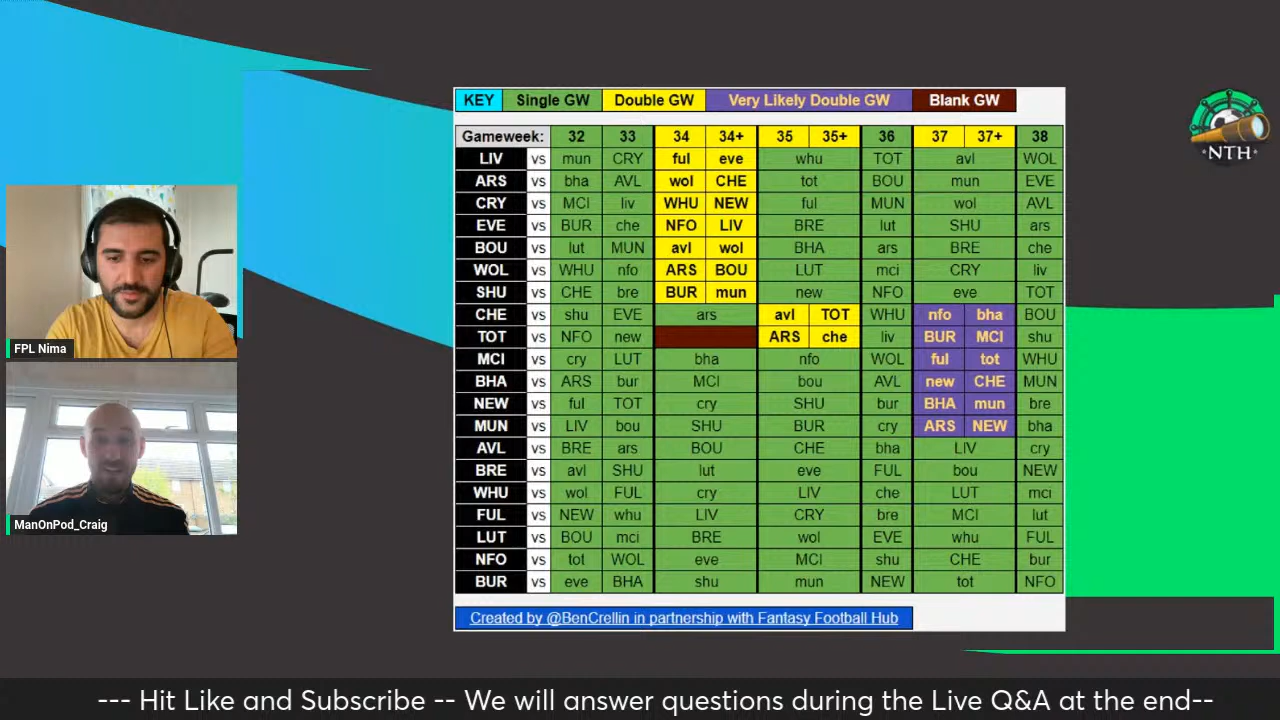 KEY Single GW Double GW Very Likely Double GW Blank GW
Gameweek: 32 33 34 34+ 35 35+ 36 37 37+ 38
LIV vs mun CRY ful eve whu TOT avl WOL
ARS vs bha AVL wol CHE tot BOU mun EVE
CRY vs MCI liv WHU NEW ful MUN wol AVL
EVE vs BUR che NFO LIV BRE lut SHU ars
BOU vs lut MUN avl wol BHA ars BRE che
WOL vs WHU nfo ARS BOU LUT mci CRY liv
SHU vs CHE bre BUR mun new NFO eve TOT
CHE vs shu EVE ars avl TOT WHU nfo bha BOU
TOT vs NFO new ARS che liv BUR MCI shu
MCI vs cry LUT bha nfo WOL ful tot WHU
BHA vs ARS bur MCI bou AVL new CHE MUN
NEW vs ful TOT cry SHU bur BHA mun bre
MUN vs LIV bou SHU BUR cry ARS NEW bha
AVL vs BRE ars BOU CHE bha LIV cry
BRE vs avl SHU lut eve FUL bou NEW
WHU vs wol FUL cry LIV che LUT mci
FUL vs NEW whu LIV CRY bre MCI lut
LUT vs BOU mci BRE wol EVE whu FUL
NFO vs tot WOL eve MCI shu CHE bur
BUR vs eve BHA shu mun NEW tot NFO
Created by @BenCrellin in partnership with Fantasy Football Hub
NTH
FPL Nima
ManOnPod_Craig
--- Hit Like and Subscribe -- We will answer questions during the Live Q&A at the end--